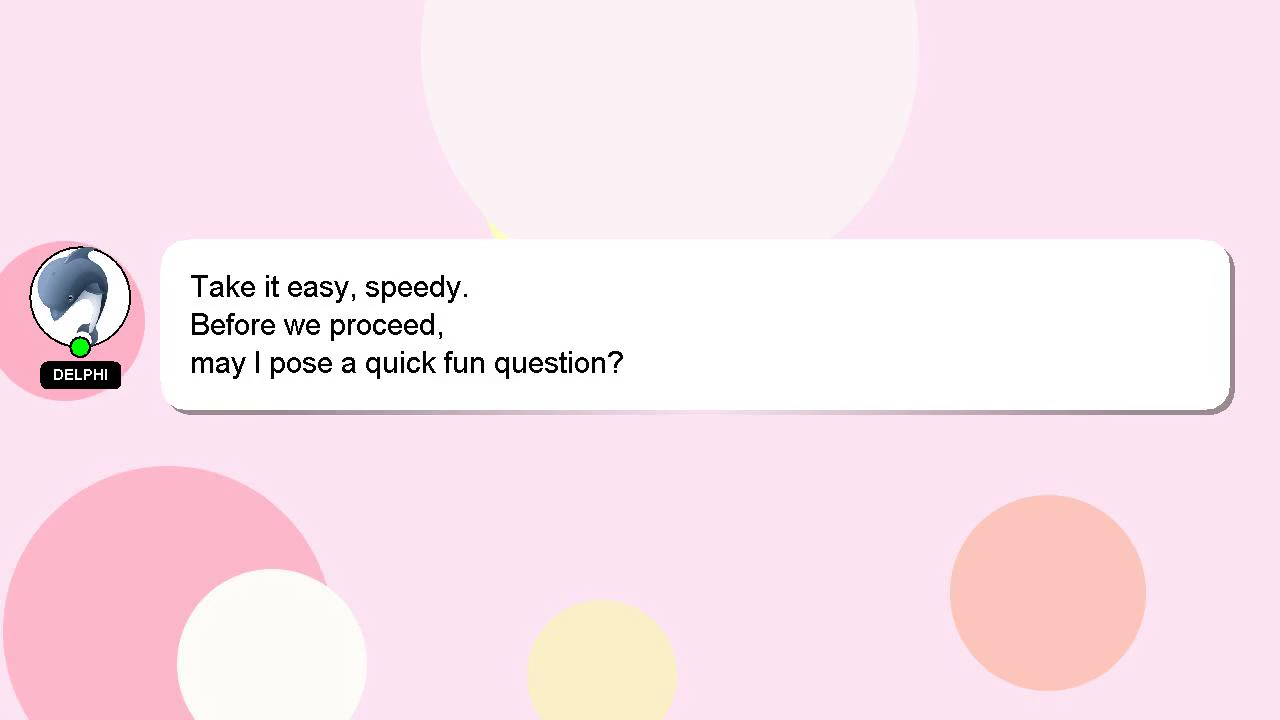 Take it easy, speedy.
Before we proceed,
may I pose a quick fun question?
DELPHI